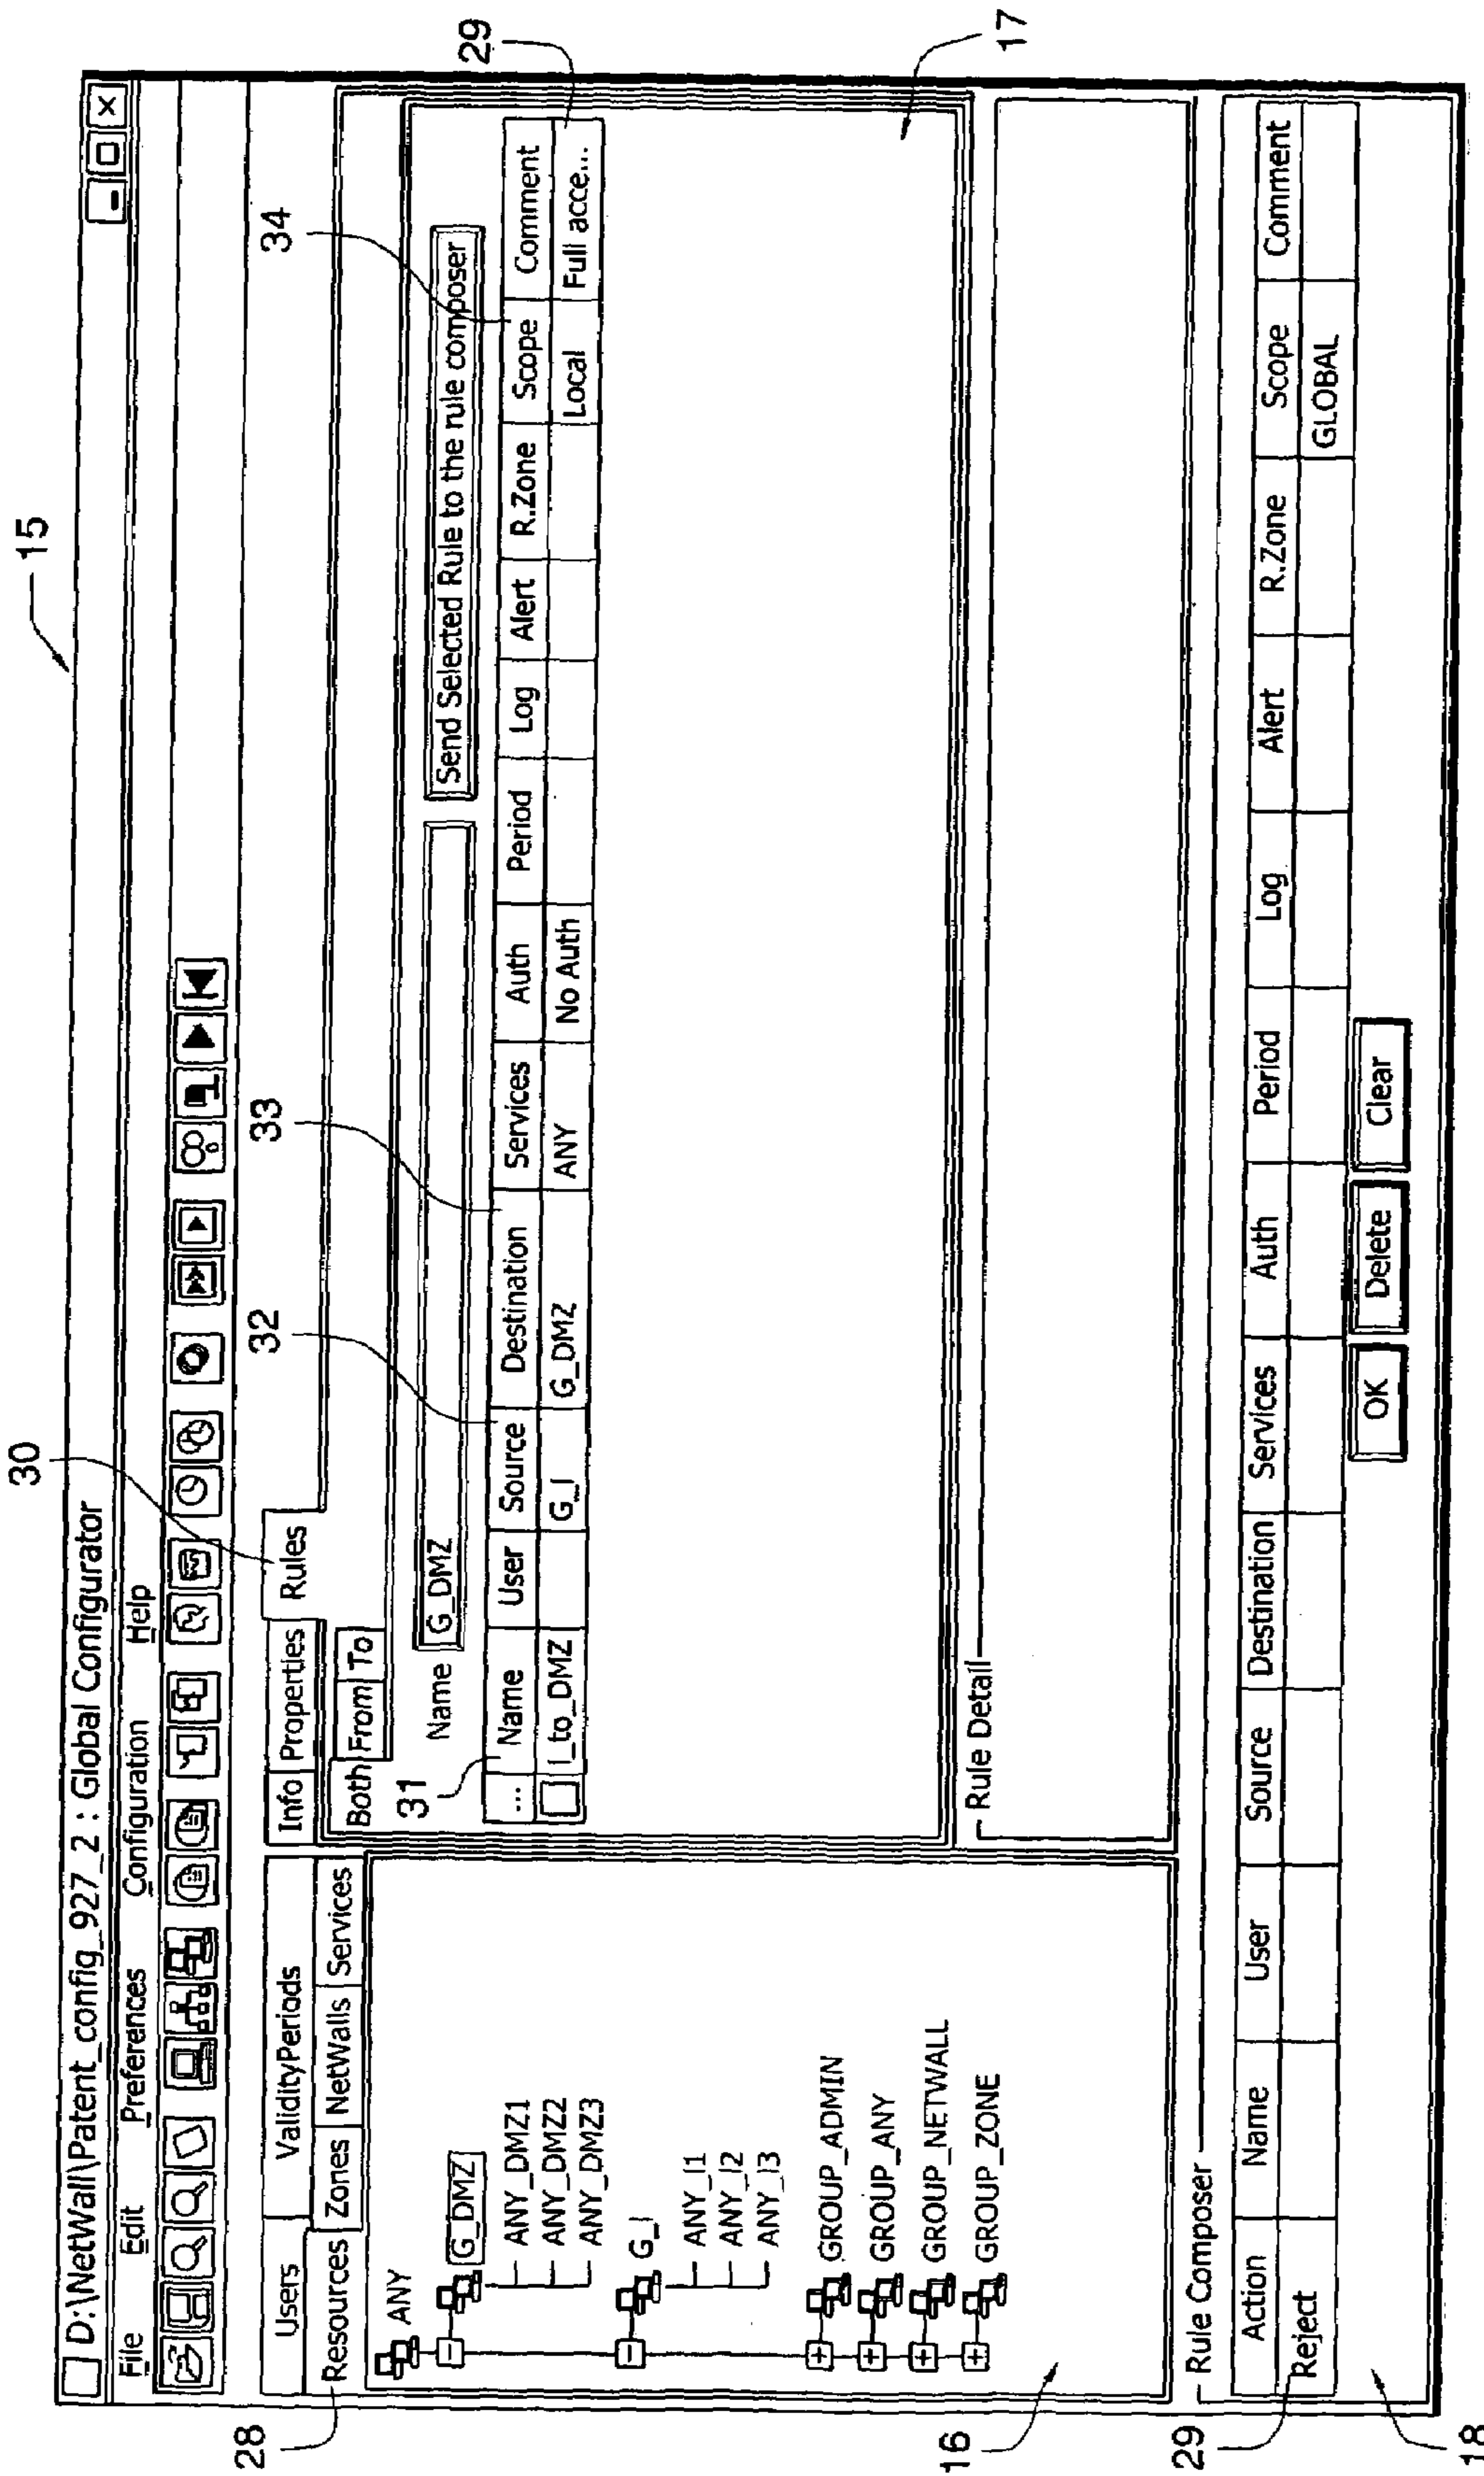 15
D:\NetWall\Patent_config_927_2 : Global Configurator
File Edit Preferences Configuration Help
30
28
Users ValidityPeriods
Resources Zones NetWalls Services
ANY
G_DMZ
ANY_DMZ1
ANY_DMZ2
ANY_DMZ3
G_I
ANY_I1
ANY_I2
ANY_I3
GROUP_ADMIN
GROUP_ANY
GROUP_NETWALL
GROUP_ZONE
16
Info Properties Rules
Both From To
32 33 34
31
29
Name G_DMZ Send Selected Rule to the rule composer
... Name User Source Destination Services Auth Period Log Alert R.Zone Scope Comment
I_to_DMZ G_I G_DMZ ANY No Auth Local Full acce...
17
Rule Detail
Rule Composer
29
Action Name User Source Destination Services Auth Period Log Alert R.Zone Scope Comment
Reject GLOBAL
OK Delete Clear
18